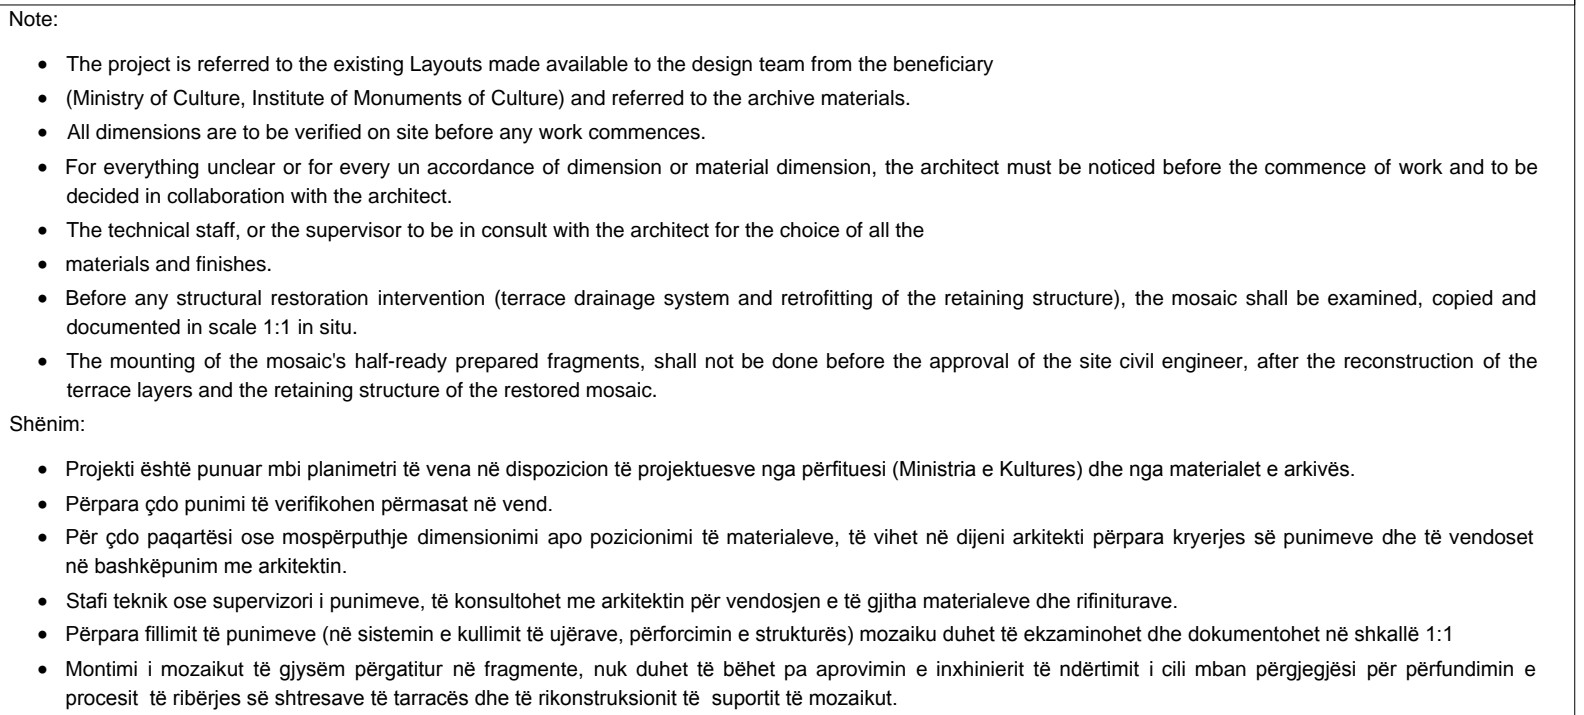 Note:
• The project is referred to the existing Layouts made available to the design team from the beneficiary
• (Ministry of Culture, Institute of Monuments of Culture) and referred to the archive materials.
• All dimensions are to be verified on site before any work commences.
• For everything unclear or for every un accordance of dimension or material dimension, the architect must be noticed before the commence of work and to be
decided in collaboration with the architect.
• The technical staff, or the supervisor to be in consult with the architect for the choice of all the
• materials and finishes.
• Before any structural restoration intervention (terrace drainage system and retrofitting of the retaining structure), the mosaic shall be examined, copied and
documented in scale 1:1 in situ.
• The mounting of the mosaic's half-ready prepared fragments, shall not be done before the approval of the site civil engineer, after the reconstruction of the
terrace layers and the retaining structure of the restored mosaic.
Shënim:
• Projekti është punuar mbi planimetri të vena në dispozicion të projektuesve nga përfituesi (Ministria e Kultures) dhe nga materialet e arkivës.
• Përpara çdo punimi të verifikohen përmasat në vend.
• Për çdo paqartësi ose mospërputhje dimensionimi apo pozicionimi të materialeve, të vihet në dijeni arkitekti përpara kryerjes së punimeve dhe të vendoset
në bashkëpunim me arkitektin.
• Stafi teknik ose supervizori i punimeve, të konsultohet me arkitektin për vendosjen e të gjitha materialeve dhe rifiniturave.
• Përpara fillimit të punimeve (në sistemin e kullimit të ujërave, përforcimin e strukturës) mozaiku duhet të ekzaminohet dhe dokumentohet në shkallë 1:1
• Montimi i mozaikut të gjysëm përgatitur në fragmente, nuk duhet të bëhet pa aprovimin e inxhinierit të ndërtimit i cili mban përgjegjësi për përfundimin e
procesit të ribërjes së shtresave të tarracës dhe të rikonstruksionit të suportit të mozaikut.